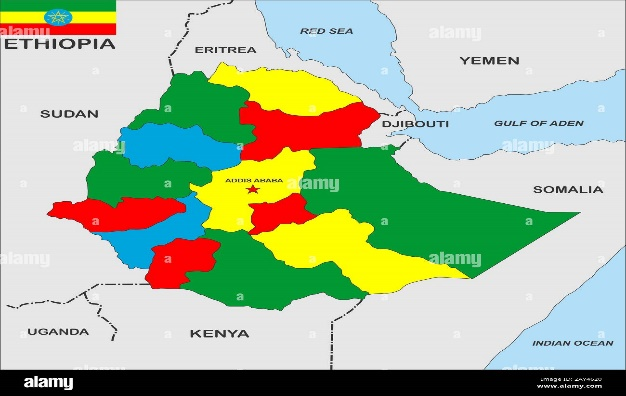 ETHIOPIA
ERITREA
RED SEA
YEMEN
SUDAN
DJIBOUTI
GULF OF ADEN
ADDIS ABABA
SOMALIA
UGANDA
KENYA
INDIAN OCEAN
alamy
www.alamy.com